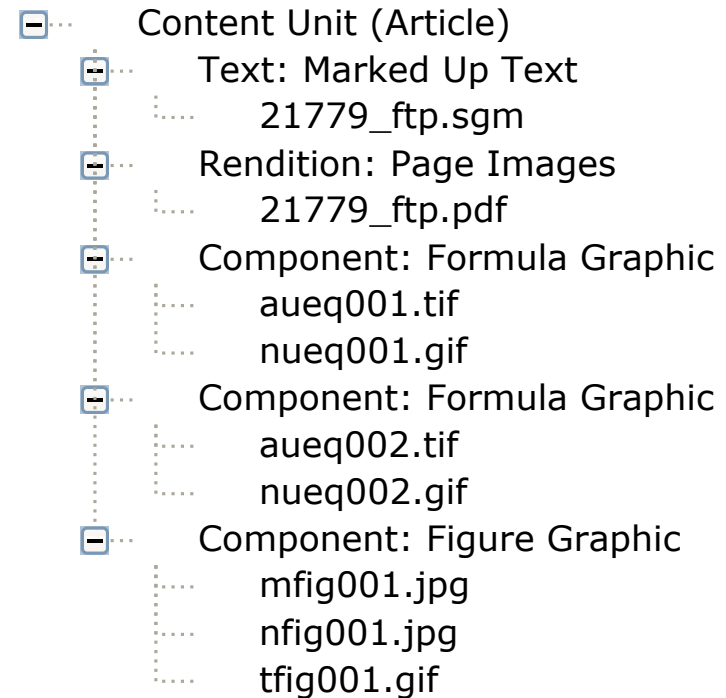 Content Unit (Article)
Text: Marked Up Text
21779_ftp.sgm
Rendition: Page Images
21779_ftp.pdf
Component: Formula Graphic
aueq001.tif
nueq001.gif
Component: Formula Graphic
aueq002.tif
nueq002.gif
Component: Figure Graphic
mfig001.jpg
nfig001.jpg
tfig001.gif